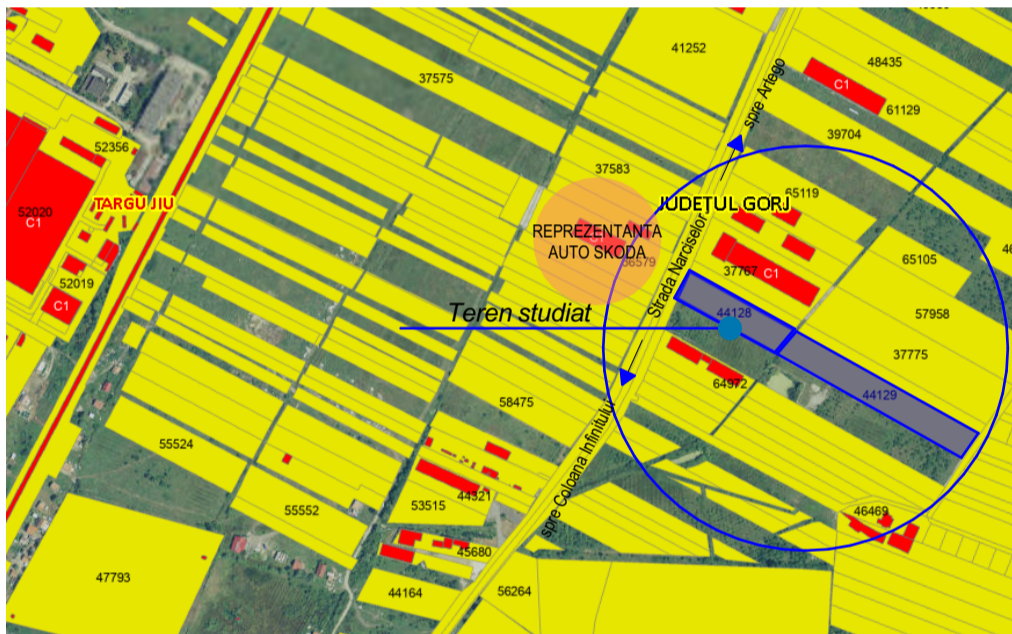 41252
48435
C1
61129
39704
spre Artego
37575
52356
37583
65119
TARGU JIU
JUDEȚUL GORJ
52020
C1
REPREZENTANTA
AUTO SKODA
C1
56579
Strada Narciselor
37767
C1
65105
52019
C1
Teren studiat
44128
57958
37775
64972
44129
58475
spre Coloana Infinitului
55524
44321
53515
55552
46469
45680
47793
44164
56264